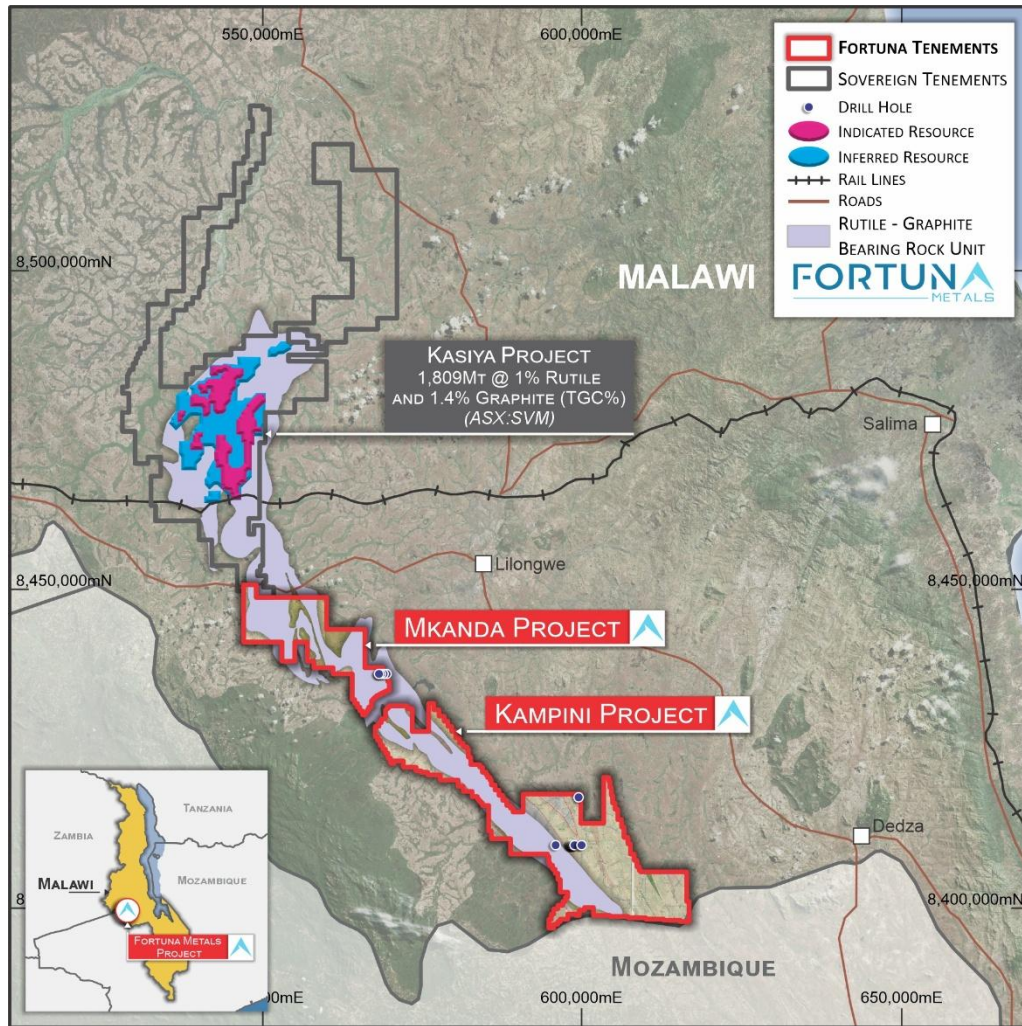 550,000mE
600,000mE
FORTUNA TENEMENTS
SOVEREIGN TENEMENTS
DRILL HOLE
INDICATED RESOURCE
INFERRED RESOURCE
RAIL LINES
ROADS
RUTILE - GRAPHITE
BEARING ROCK UNIT
FORTUNA
METALS
8,500,000mN
MALAWI
KASIYA PROJECT
1,809MT @ 1% RUTILE
AND 1.4% GRAPHITE (TGC%)
(ASX:SVM)
Salima
Lilongwe
8,450,000mN
8,450,000mN
MKANDA PROJECT
KAMPINI PROJECT
Dedza
8,400,000mN
MOZAMBIQUE
TANZANIA
ZAMBIA
MALAWI
MOZAMBIQUE
FORTUNA METALS
PROJECT
600,000mE
650,000mE